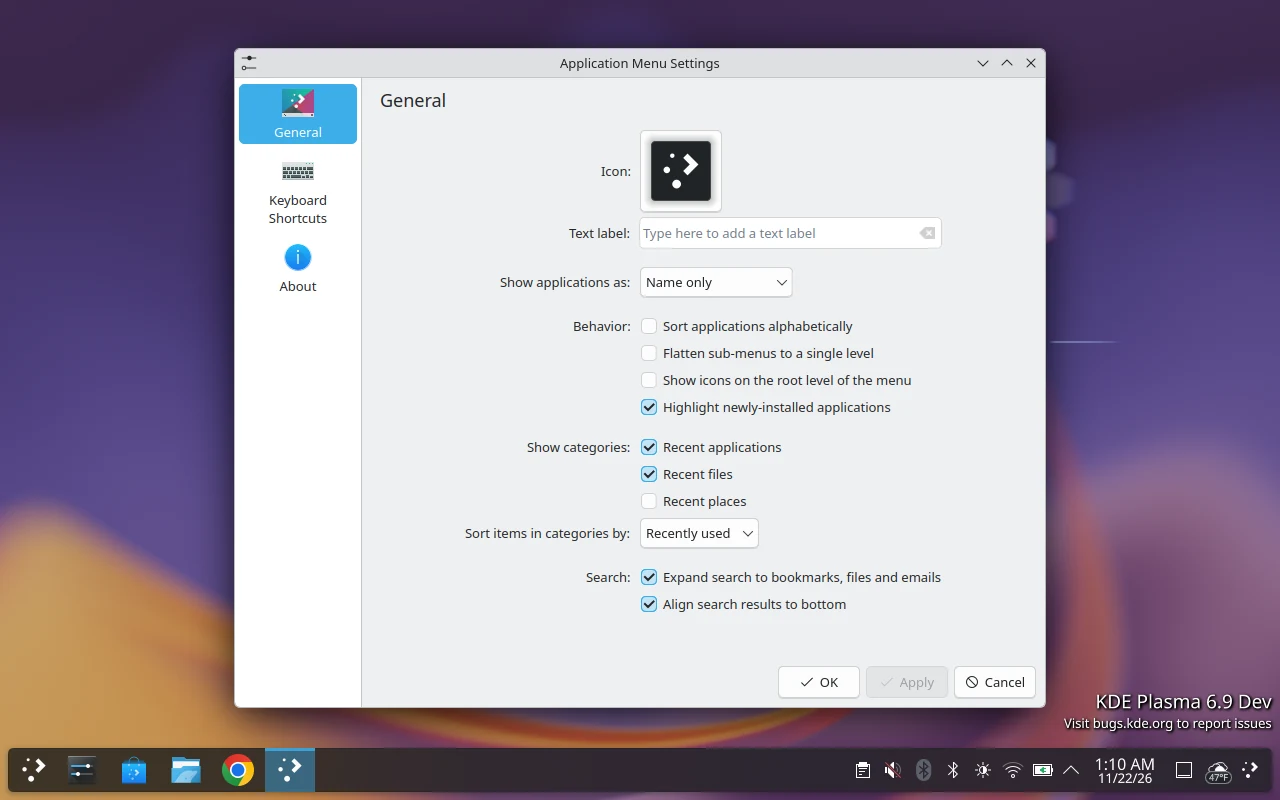 Application Menu Settings
General
Keyboard
Shortcuts
About
General
Icon:
Text label: Type here to add a text label
Show applications as: Name only
Behavior: Sort applications alphabetically
Flatten sub-menus to a single level
Show icons on the root level of the menu
Highlight newly-installed applications
Show categories: Recent applications
Recent files
Recent places
Sort items in categories by: Recently used
Search: Expand search to bookmarks, files and emails
Align search results to bottom
OK Apply Cancel
KDE Plasma 6.9 Dev
Visit bugs.kde.org to report issues
1:10 AM
11/22/26
47°F